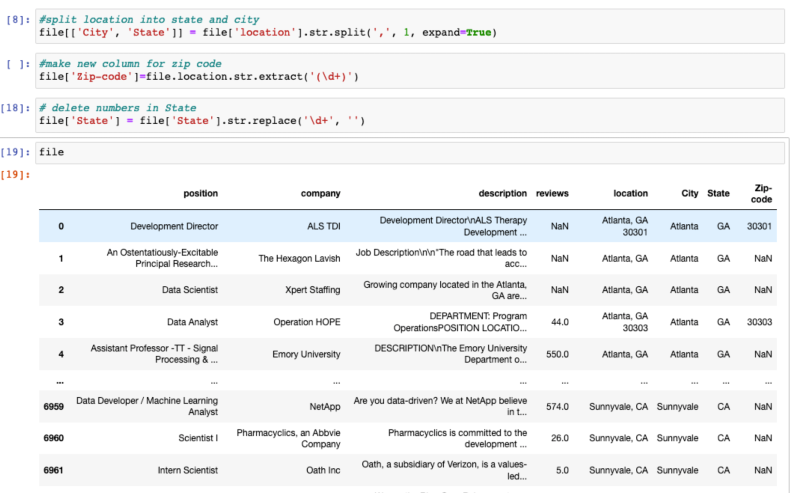 [8]: #split location into state and city
file[['City', 'State']] = file['location'].str.split(',', 1, expand=True)
[ ]: #make new column for zip code
file['Zip-code']=file.location.str.extract('(\d+)')
[18]: # delete numbers in State
file['State'] = file['State'].str.replace('\d+', '')
[19]: file
[19]:
position company description reviews location City State Zip-
code
0 Development Director ALS TDI Development Director\nALS Therapy
Development ... NaN Atlanta, GA
30301 Atlanta GA 30301
1 An Ostentatiously-Excitable
Principal Research... The Hexagon Lavish Job Description\n\n"The road that leads to
acc... NaN Atlanta, GA Atlanta GA NaN
2 Data Scientist Xpert Staffing Growing company located in the Atlanta,
GA are... NaN Atlanta, GA Atlanta GA NaN
3 Data Analyst Operation HOPE DEPARTMENT: Program
OperationsPOSITION LOCATIO... 44.0 Atlanta, GA
30303 Atlanta GA 30303
4 Assistant Professor -TT - Signal
Processing & ... Emory University DESCRIPTION\nThe Emory University
Department o... 550.0 Atlanta, GA Atlanta GA NaN
... ... ... ... ... ... ... ... ...
6959 Data Developer / Machine Learning
Analyst NetApp Are you data-driven? We at NetApp believe
in t... 574.0 Sunnyvale, CA Sunnyvale CA NaN
6960 Scientist I Pharmacyclics, an Abbvie
Company Pharmacyclics is committed to the
development ... 26.0 Sunnyvale, CA Sunnyvale CA NaN
6961 Intern Scientist Oath Inc Oath, a subsidiary of Verizon, is a values-
led... 5.0 Sunnyvale, CA Sunnyvale CA NaN